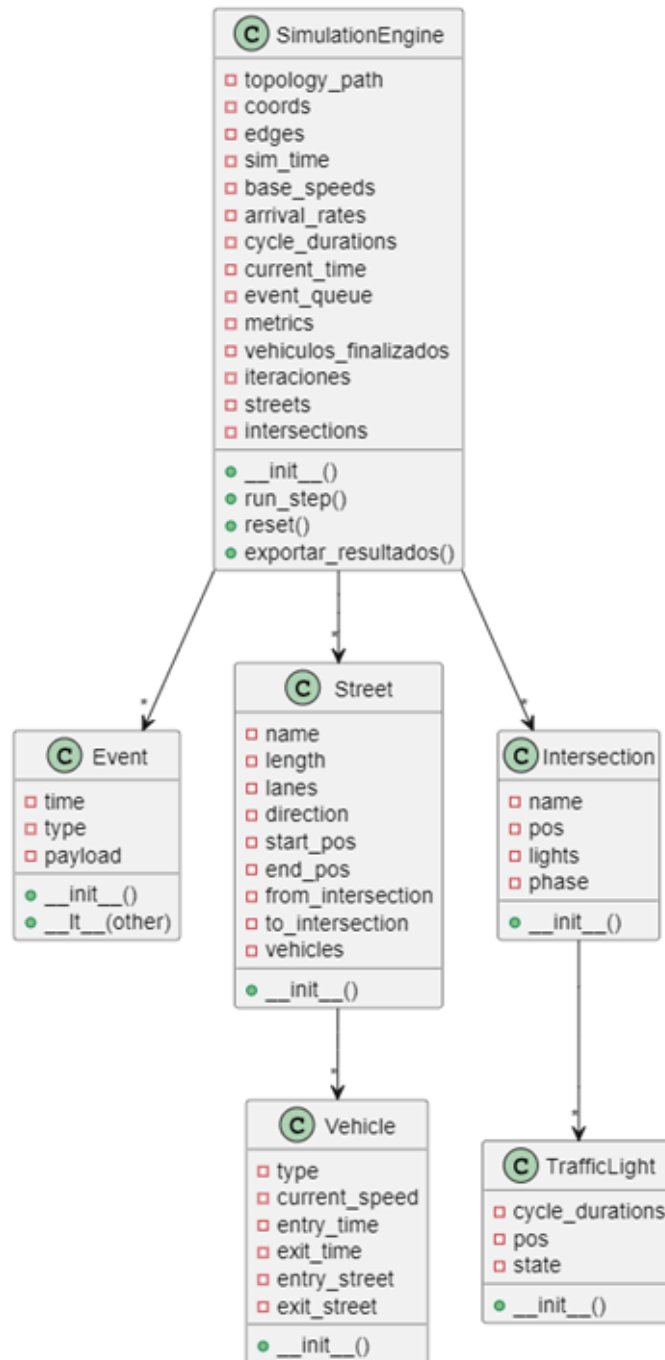 C SimulationEngine
topology_path
coords
edges
sim_time
base_speeds
arrival_rates
cycle_durations
current_time
event_queue
metrics
vehiculos_finalizados
iteraciones
streets
intersections
__init__()
run_step()
reset()
exportar_resultados()
*
*
*
C Event
time
type
payload
__init__()
__lt__(other)
C Street
name
length
lanes
direction
start_pos
end_pos
from_intersection
to_intersection
vehicles
__init__()
C Intersection
name
pos
lights
phase
__init__()
*
*
C Vehicle
type
current_speed
entry_time
exit_time
entry_street
exit_street
__init__()
C TrafficLight
cycle_durations
pos
state
__init__()